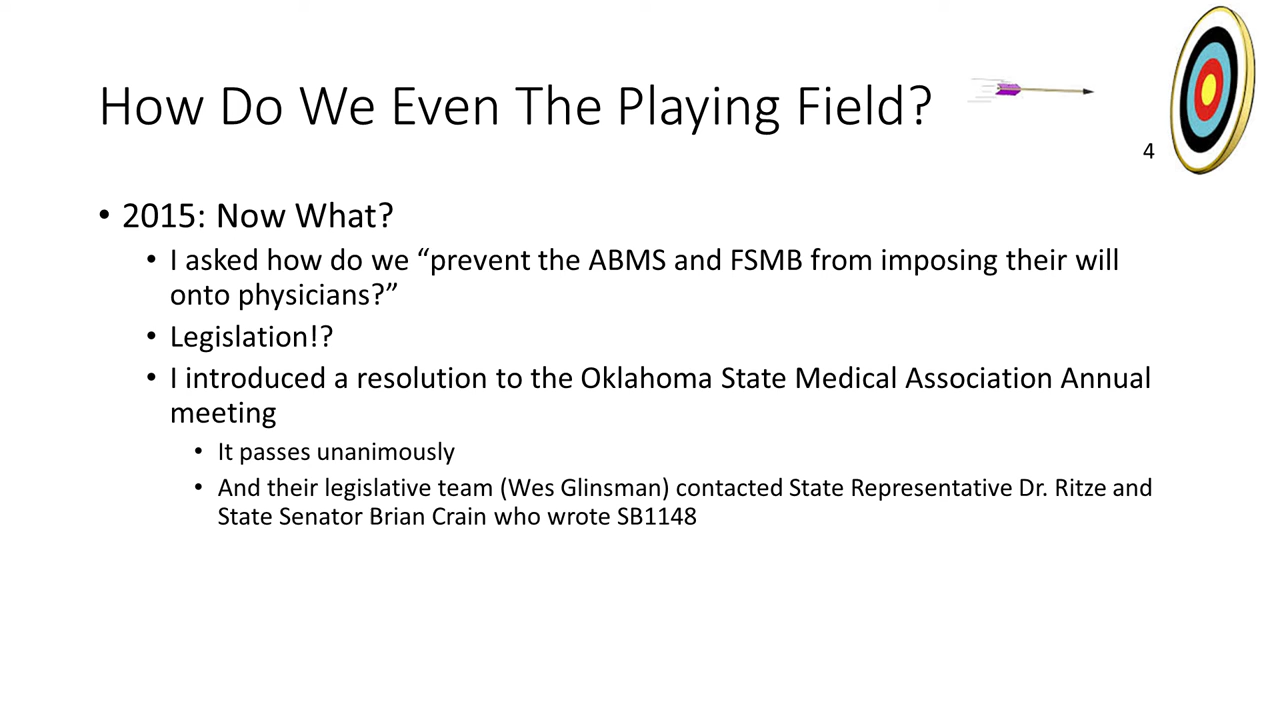 How Do We Even The Playing Field?
4
• 2015: Now What?
• I asked how do we “prevent the ABMS and FSMB from imposing their will
onto physicians?”
• Legislation!?
• I introduced a resolution to the Oklahoma State Medical Association Annual
meeting
• It passes unanimously
• And their legislative team (Wes Glinsman) contacted State Representative Dr. Ritze and
State Senator Brian Crain who wrote SB1148